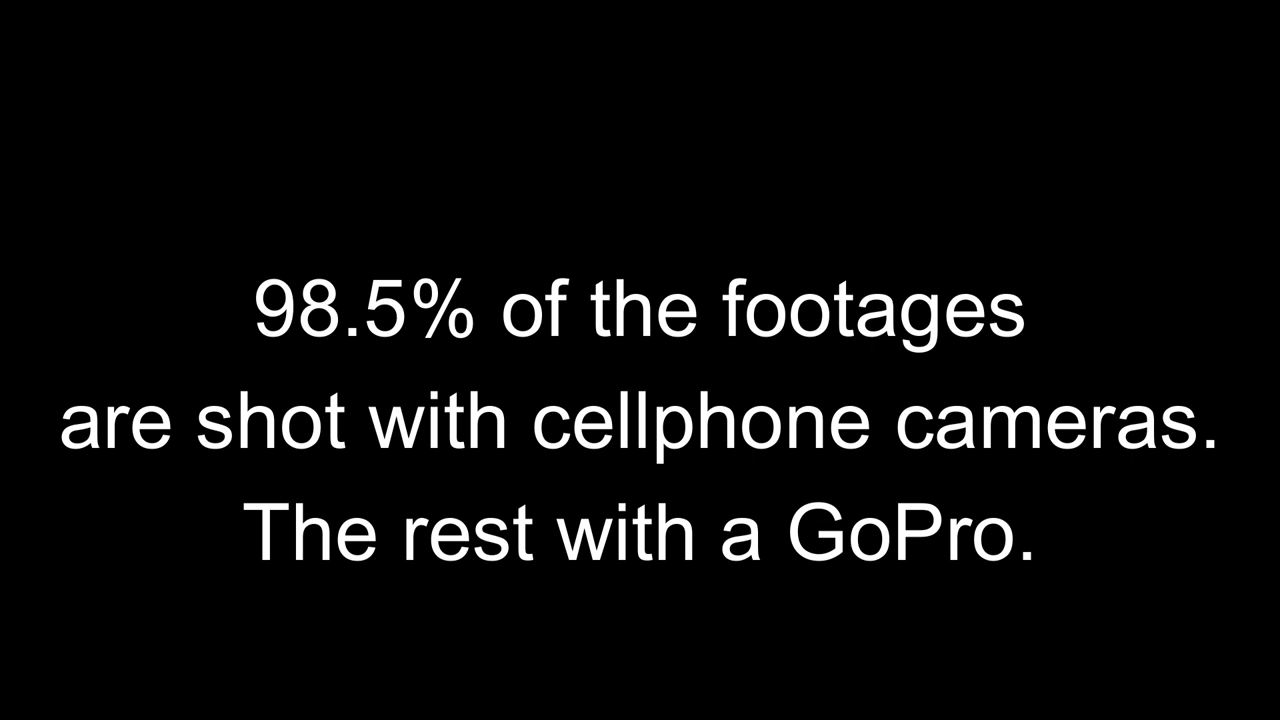 98.5% of the footages
are shot with cellphone cameras.
The rest with a GoPro.